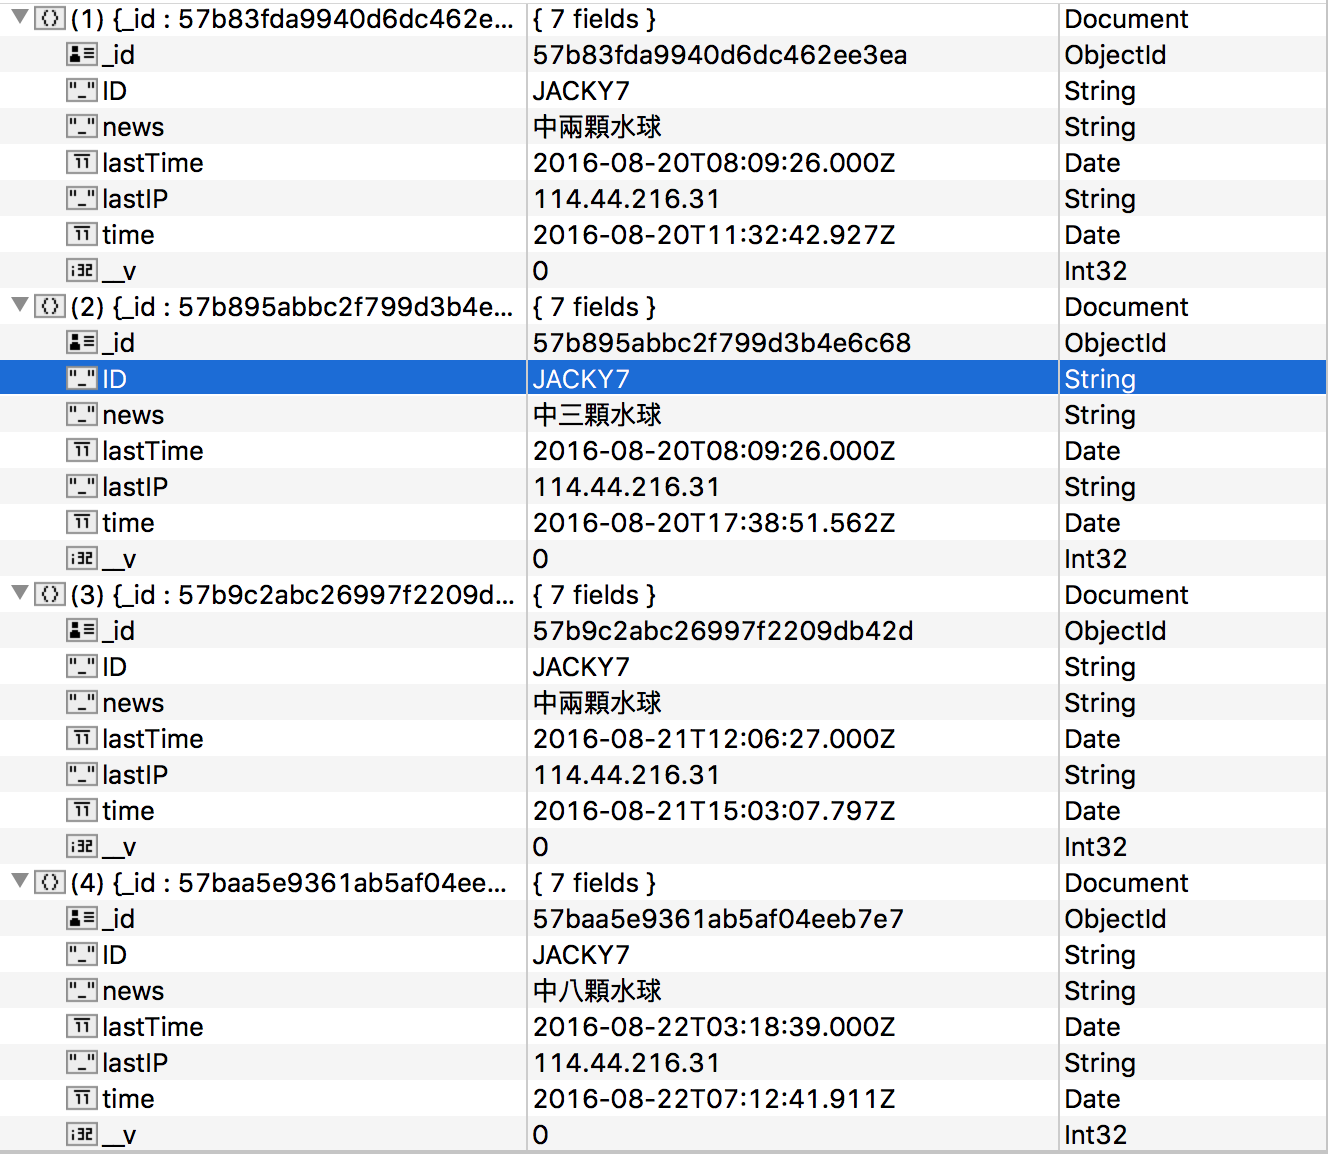 (1) {_id : 57b83fda9940d6dc462e... { 7 fields } Document
_id 57b83fda9940d6dc462ee3ea ObjectId
"_" ID JACKY7 String
"_" news 中兩顆水球 String
lastTime 2016-08-20T08:09:26.000Z Date
"_" lastIP 114.44.216.31 String
time 2016-08-20T11:32:42.927Z Date
i32 __v 0 Int32
(2) {_id : 57b895abbc2f799d3b4e... { 7 fields } Document
_id 57b895abbc2f799d3b4e6c68 ObjectId
"_" ID JACKY7 String
"_" news 中三顆水球 String
lastTime 2016-08-20T08:09:26.000Z Date
"_" lastIP 114.44.216.31 String
time 2016-08-20T17:38:51.562Z Date
i32 __v 0 Int32
(3) {_id : 57b9c2abc26997f2209d... { 7 fields } Document
_id 57b9c2abc26997f2209db42d ObjectId
"_" ID JACKY7 String
"_" news 中兩顆水球 String
lastTime 2016-08-21T12:06:27.000Z Date
"_" lastIP 114.44.216.31 String
time 2016-08-21T15:03:07.797Z Date
i32 __v 0 Int32
(4) {_id : 57baa5e9361ab5af04ee... { 7 fields } Document
_id 57baa5e9361ab5af04eeb7e7 ObjectId
"_" ID JACKY7 String
"_" news 中八顆水球 String
lastTime 2016-08-22T03:18:39.000Z Date
"_" lastIP 114.44.216.31 String
time 2016-08-22T07:12:41.911Z Date
i32 __v 0 Int32